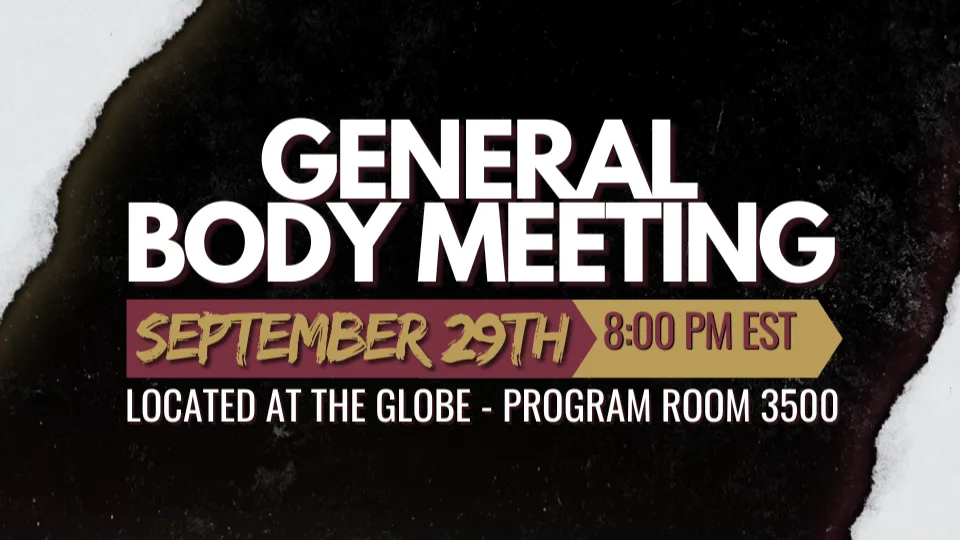 GENERAL
BODY MEETING
SEPTEMBER 29TH 8:00 PM EST
LOCATED AT THE GLOBE - PROGRAM ROOM 3500